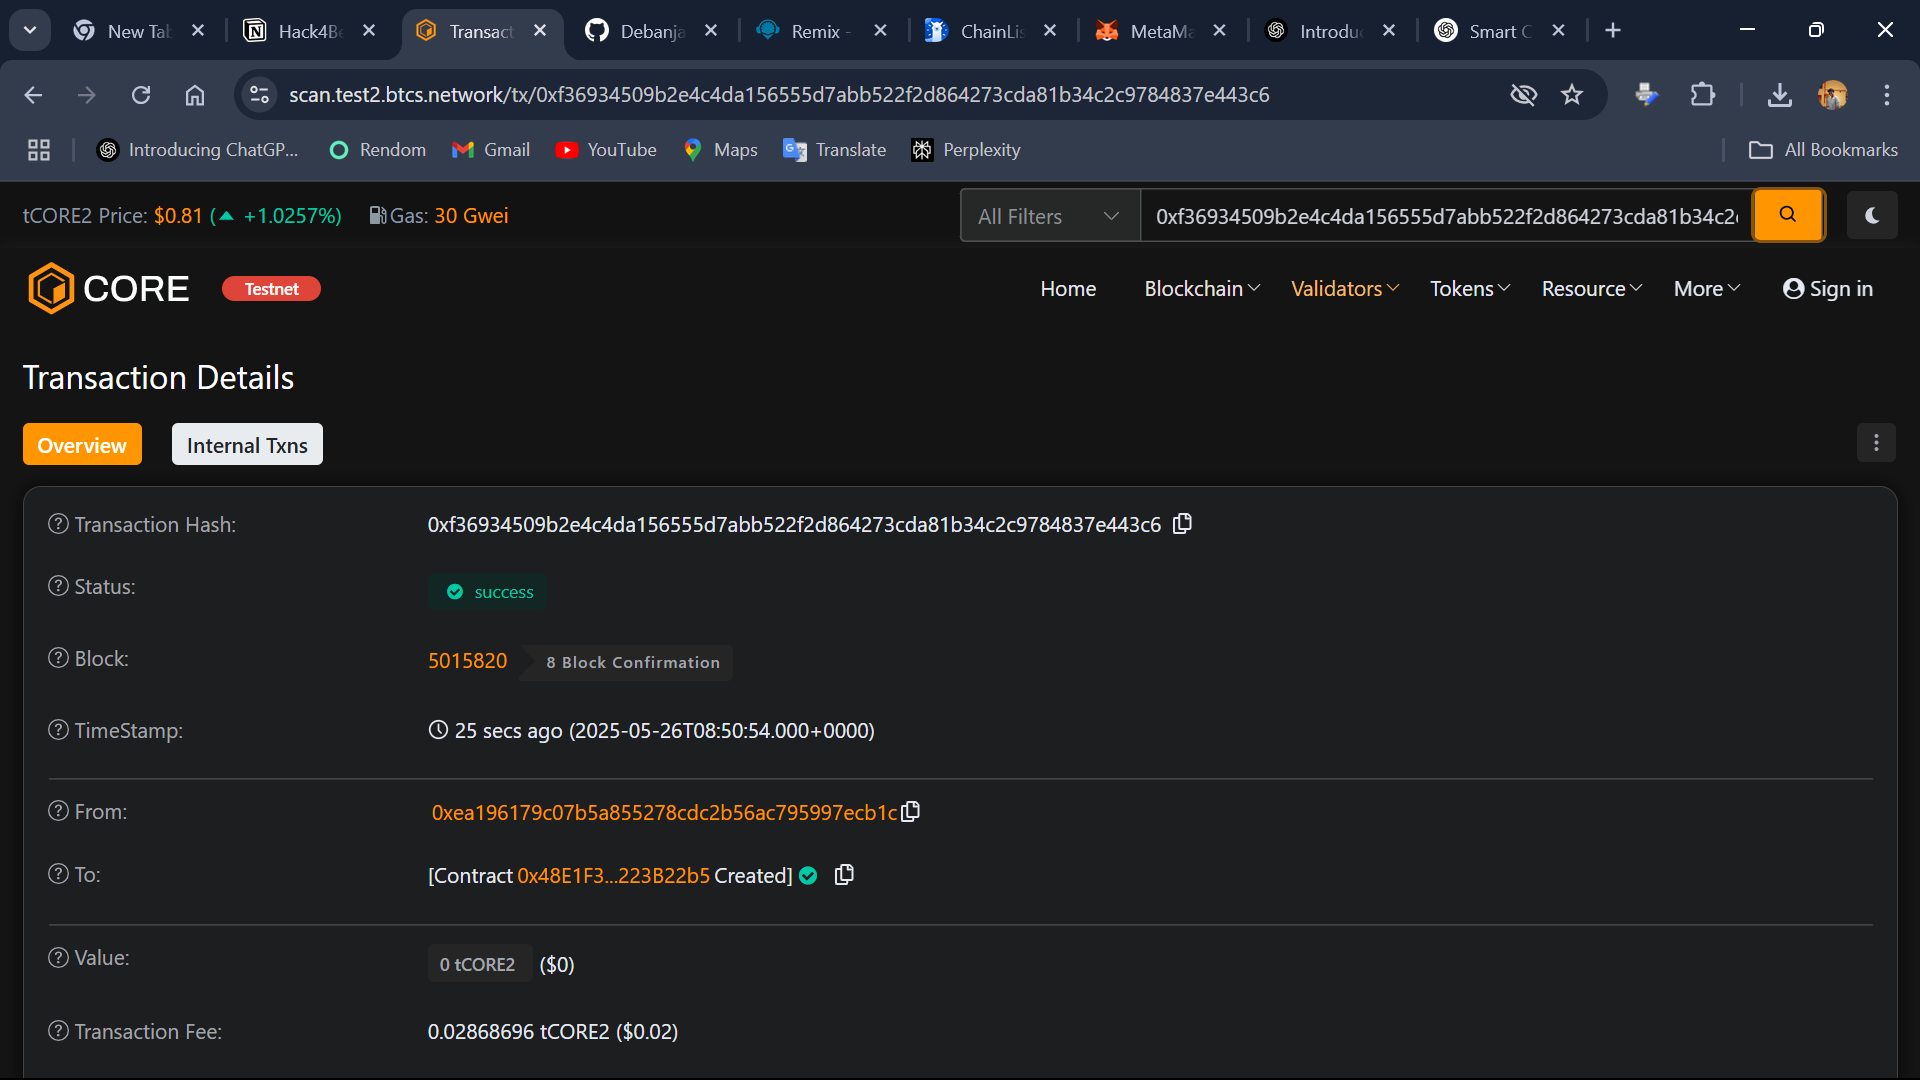 New Tab
Hack4Be
Transact
Debanja
Remix -
ChainLis
MetaMa
Introduc
Smart C
scan.test2.btcs.network/tx/0xf36934509b2e4c4da156555d7abb522f2d864273cda81b34c2c9784837e443c6
Introducing ChatGP...
Rendom
Gmail
YouTube
Maps
Translate
Perplexity
All Bookmarks
tCORE2 Price: $0.81 (▲ +1.0257%) Gas: 30 Gwei
All Filters
0xf36934509b2e4c4da156555d7abb522f2d864273cda81b34c2
CORE
Testnet
Home
Blockchain
Validators
Tokens
Resource
More
Sign in
Transaction Details
Overview
Internal Txns
Transaction Hash: 0xf36934509b2e4c4da156555d7abb522f2d864273cda81b34c2c9784837e443c6
Status: success
Block: 5015820 8 Block Confirmation
TimeStamp: 25 secs ago (2025-05-26T08:50:54.000+0000)
From: 0xea196179c07b5a855278cdc2b56ac795997ecb1c
To: [Contract 0x48E1F3...223B22b5 Created]
Value: 0 tCORE2 ($0)
Transaction Fee: 0.02868696 tCORE2 ($0.02)